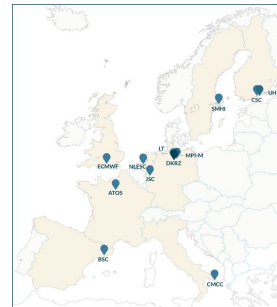 UH
CSC
SMHI
LT
MPI-M
DKRZ
ECMWF
NLESC
JSC
ATOS
BSC
CMCC